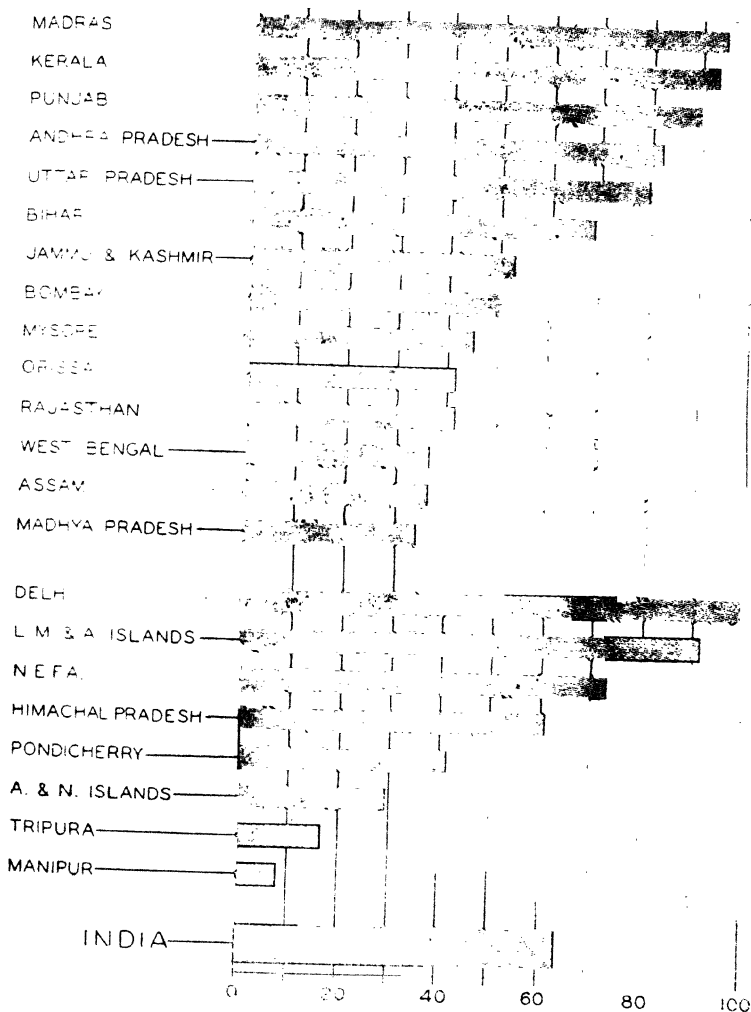 MADRAS
KERALA
PUNJAB
ANDHRA PRADESH
UTTAR PRADESH
BIHAR
JAMMU & KASHMIR
BOMBAY
MYSORE
ORISSA
RAJASTHAN
WEST BENGAL
ASSAM
MADHYA PRADESH
DELHI
L. M. & A. ISLANDS
N E F A.
HIMACHAL PRADESH
PONDICHERRY
A. & N. ISLANDS
TRIPURA
MANIPUR
INDIA
0 20 40 60 80 100